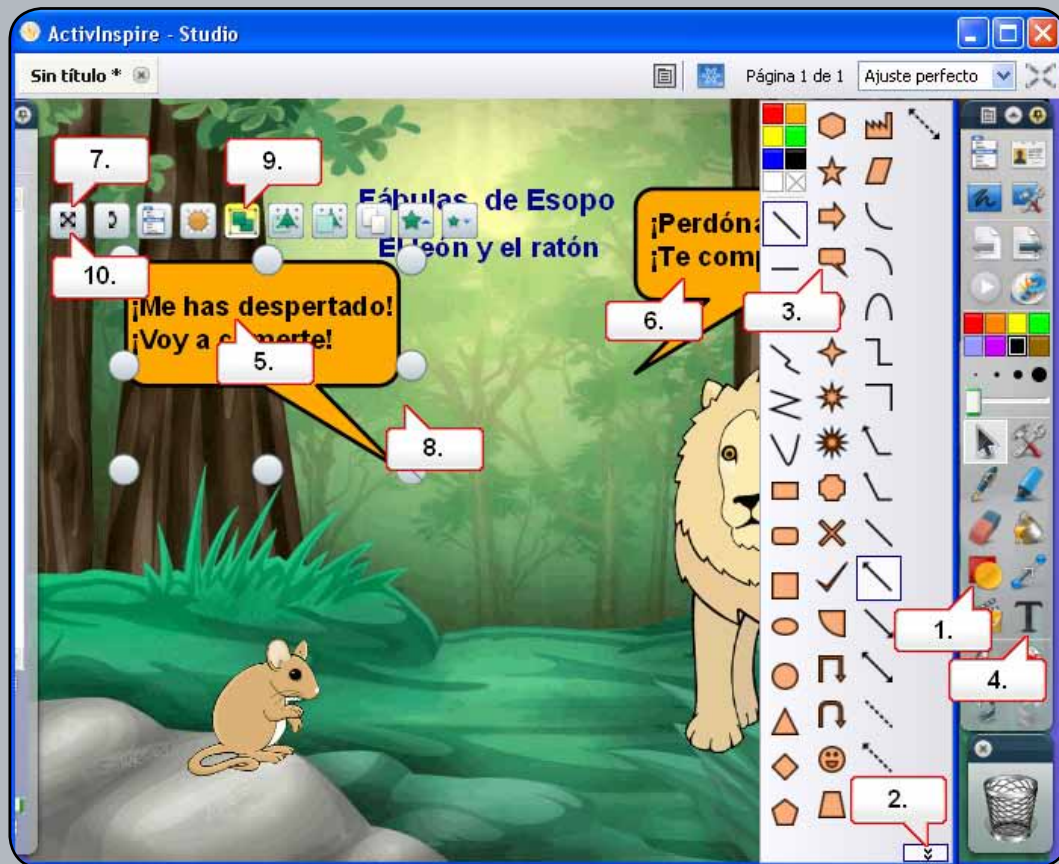 ActivInspire - Studio
Sin título *
Página 1 de 1
Ajuste perfecto
7.
9.
Fábulas de Esopo
El león y el ratón
10.
¡Me has despertado!
¡Voy a comerte!
5.
8.
¡Perdóna
¡Te comp
6.
3.
1.
T
4.
2.